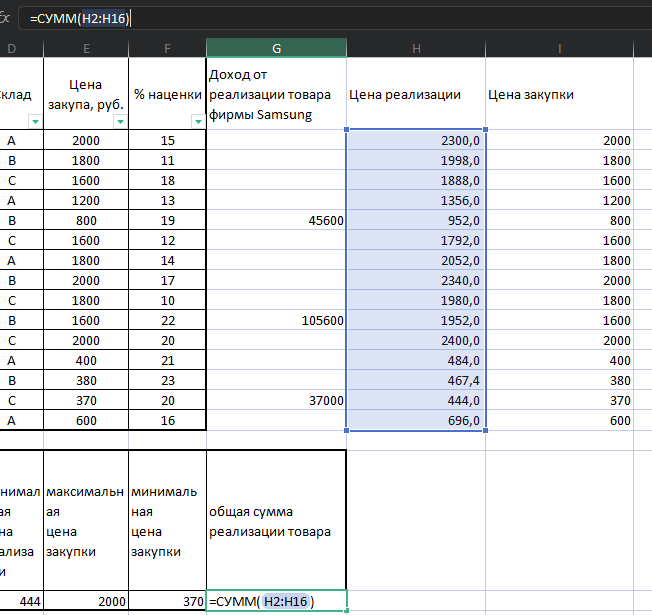 =СУММ(H2:H16)
D E F G H I
Цена закупа, руб. % наценки Доход от реализации товара фирмы Samsung Цена реализации Цена закупки
A 2000 15 2300,0 2000
B 1800 11 1998,0 1800
C 1600 18 1888,0 1600
A 1200 13 1356,0 1200
B 800 19 45600 952,0 800
C 1600 12 1792,0 1600
A 1800 14 2052,0 1800
B 2000 17 2340,0 2000
C 1800 10 1980,0 1800
B 1600 22 105600 1952,0 1600
C 2000 20 2400,0 2000
A 400 21 484,0 400
B 380 23 467,4 380
C 370 20 37000 444,0 370
A 600 16 696,0 600
максимальная цена закупки минимальная цена закупки общая сумма реализации товара
444 2000 370 =СУММ( H2:H16 )